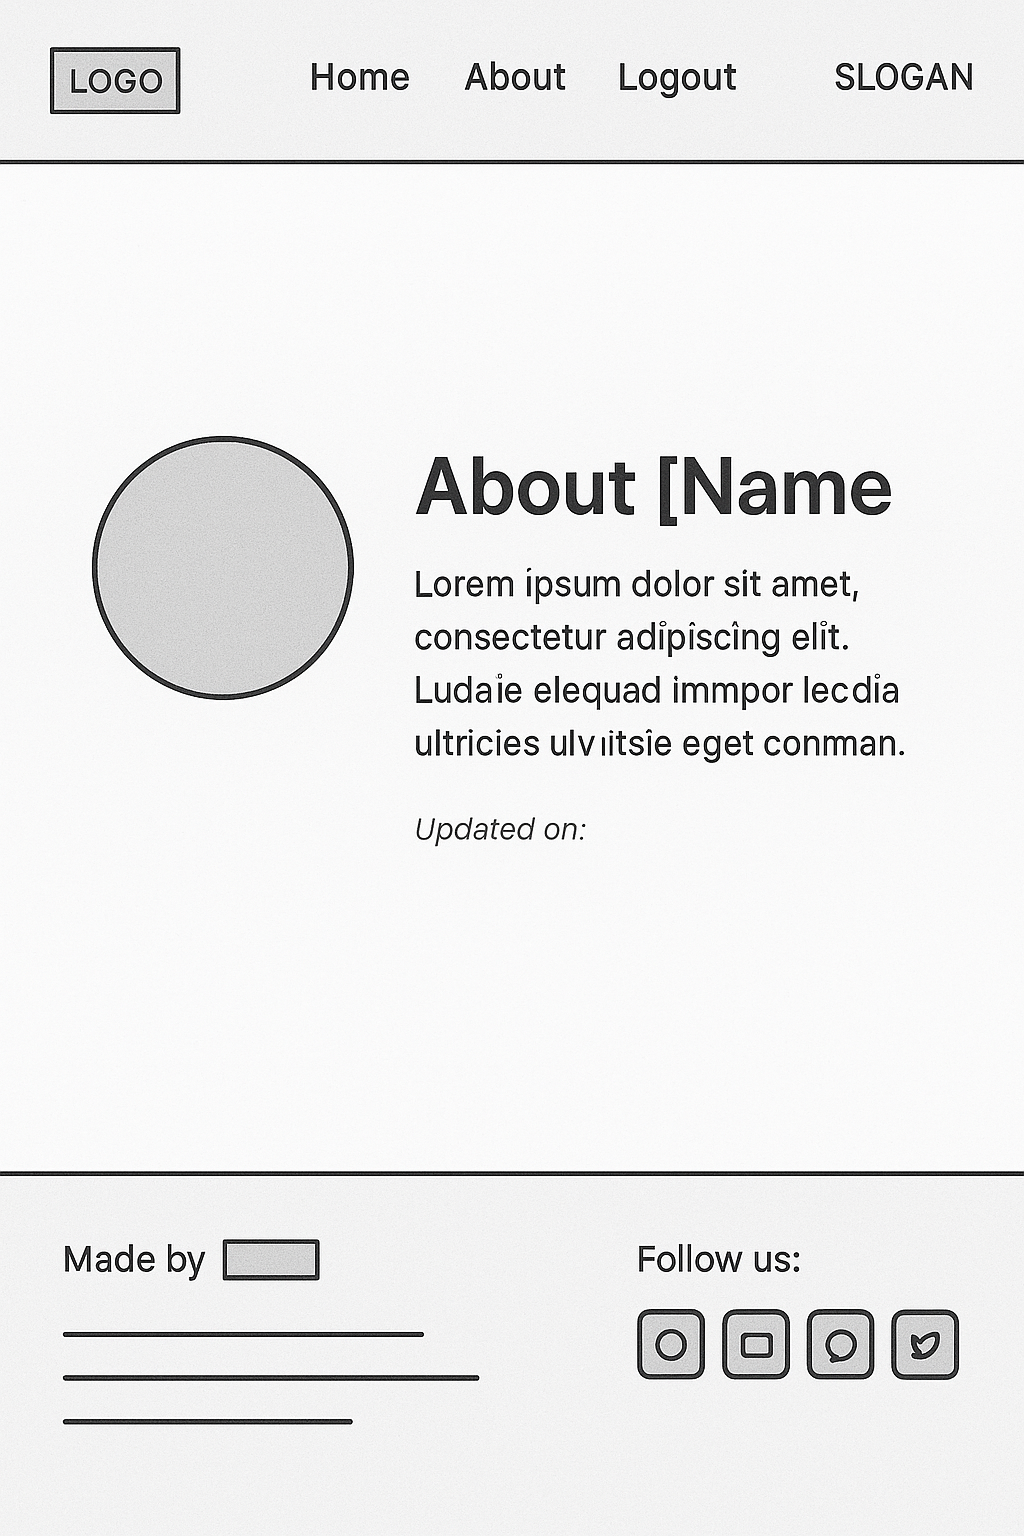 LOGO Home About Logout SLOGAN
About [Name
Lorem ipsum dolor sit amet,
consectetur adipiscing elit.
Ludaie elequad immpor lecdia
ultricies eget conman.
Updated on:
Made by
Follow us: